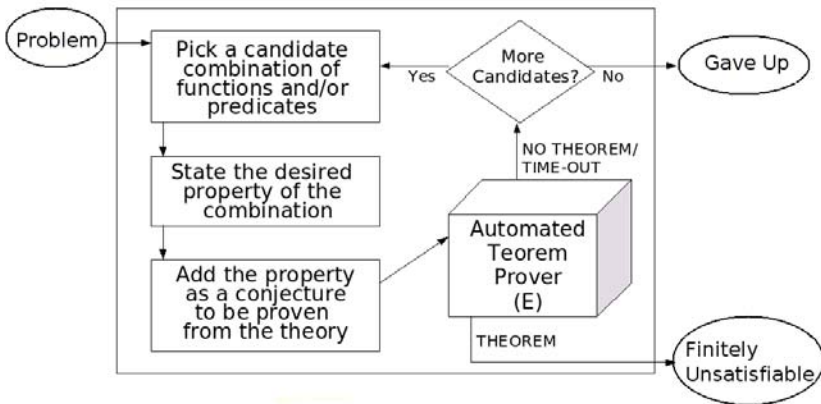 Problem
Pick a candidate
combination of
functions and/or
predicates
More
Candidates?
Yes
No
Gave Up
State the desired
property of the
combination
NO THEOREM/
TIME-OUT
Automated
Teorem
Prover
(E)
Add the property
as a conjecture
to be proven
from the theory
THEOREM
Finitely
Unsatisfiable